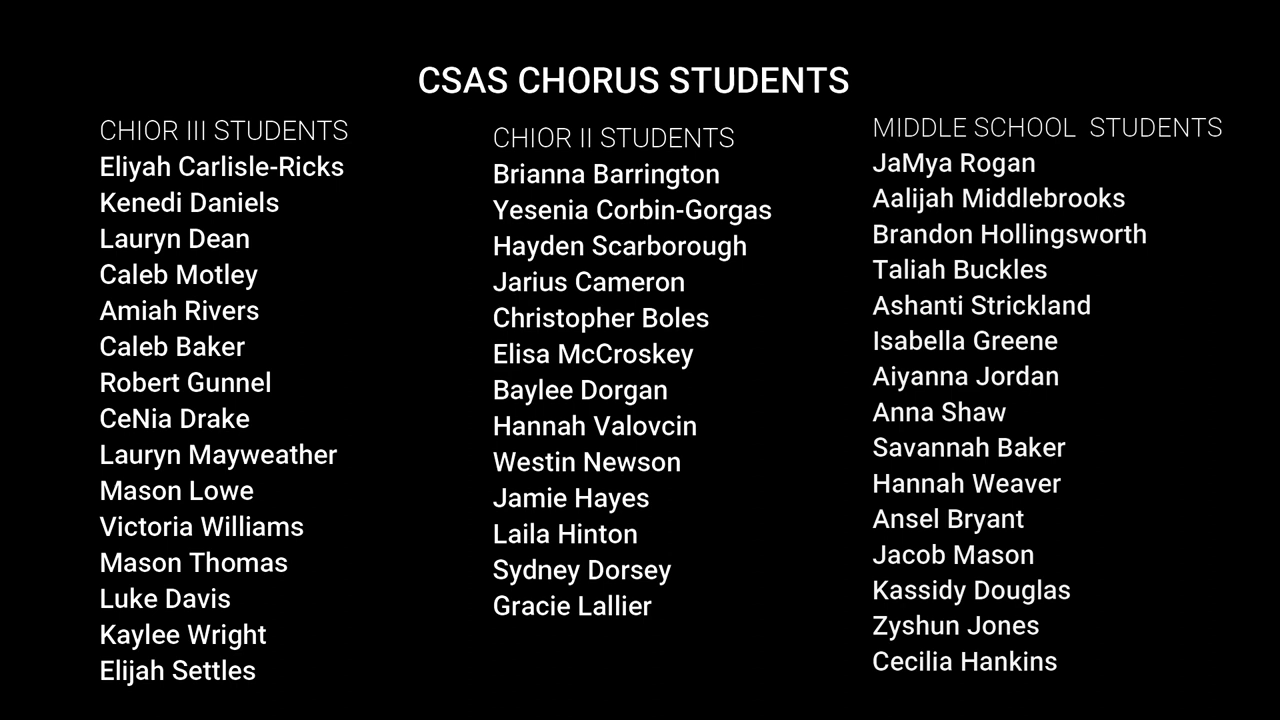 CSAS CHORUS STUDENTS
CHIOR III STUDENTS
Eliyah Carlisle-Ricks
Kenedi Daniels
Lauryn Dean
Caleb Motley
Amiah Rivers
Caleb Baker
Robert Gunnel
CeNia Drake
Lauryn Mayweather
Mason Lowe
Victoria Williams
Mason Thomas
Luke Davis
Kaylee Wright
Elijah Settles
CHIOR II STUDENTS
Brianna Barrington
Yesenia Corbin-Gorgas
Hayden Scarborough
Jarius Cameron
Christopher Boles
Elisa McCroskey
Baylee Dorgan
Hannah Valovcin
Westin Newson
Jamie Hayes
Laila Hinton
Sydney Dorsey
Gracie Lallier
MIDDLE SCHOOL  STUDENTS
JaMya Rogan
Aalijah Middlebrooks
Brandon Hollingsworth
Taliah Buckles
Ashanti Strickland
Isabella Greene
Aiyanna Jordan
Anna Shaw
Savannah Baker
Hannah Weaver
Ansel Bryant
Jacob Mason
Kassidy Douglas
Zyshun Jones
Cecilia Hankins